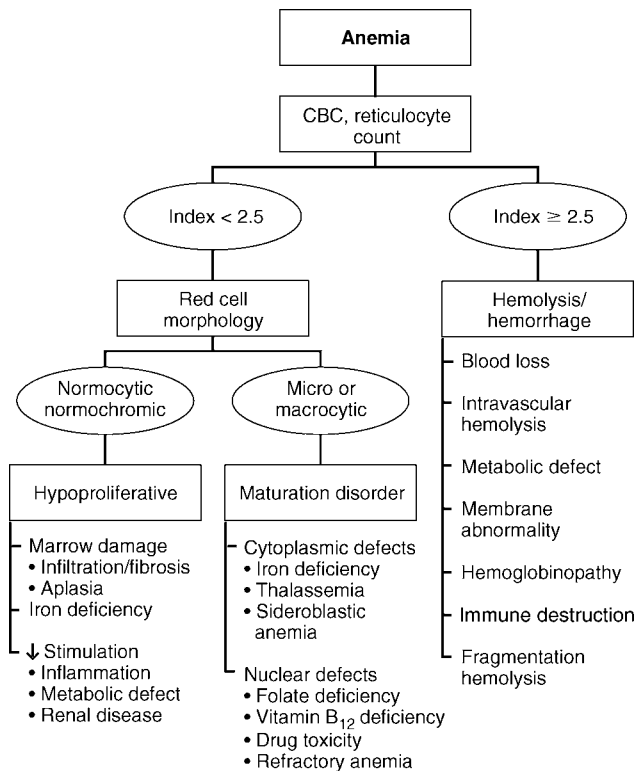 Anemia
CBC, reticulocyte
count
Index < 2.5
Index ≥ 2.5
Red cell
morphology
Hemolysis/
hemorrhage
Normocytic
normochromic
Micro or
macrocytic
Hypoproliferative
Maturation disorder
Marrow damage
• Infiltration/fibrosis
• Aplasia
Iron deficiency
↓ Stimulation
• Inflammation
• Metabolic defect
• Renal disease
Cytoplasmic defects
• Iron deficiency
• Thalassemia
• Sideroblastic
anemia
Nuclear defects
• Folate deficiency
• Vitamin B₁₂ deficiency
• Drug toxicity
• Refractory anemia
Blood loss
Intravascular
hemolysis
Metabolic defect
Membrane
abnormality
Hemoglobinopathy
Immune destruction
Fragmentation
hemolysis